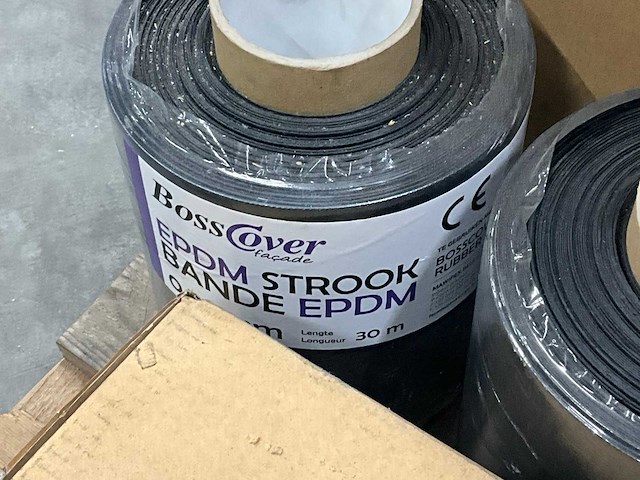 BossCover
façade
EPDM STROOK
BANDE EPDM
Lengte
Longueur 30 m
CE